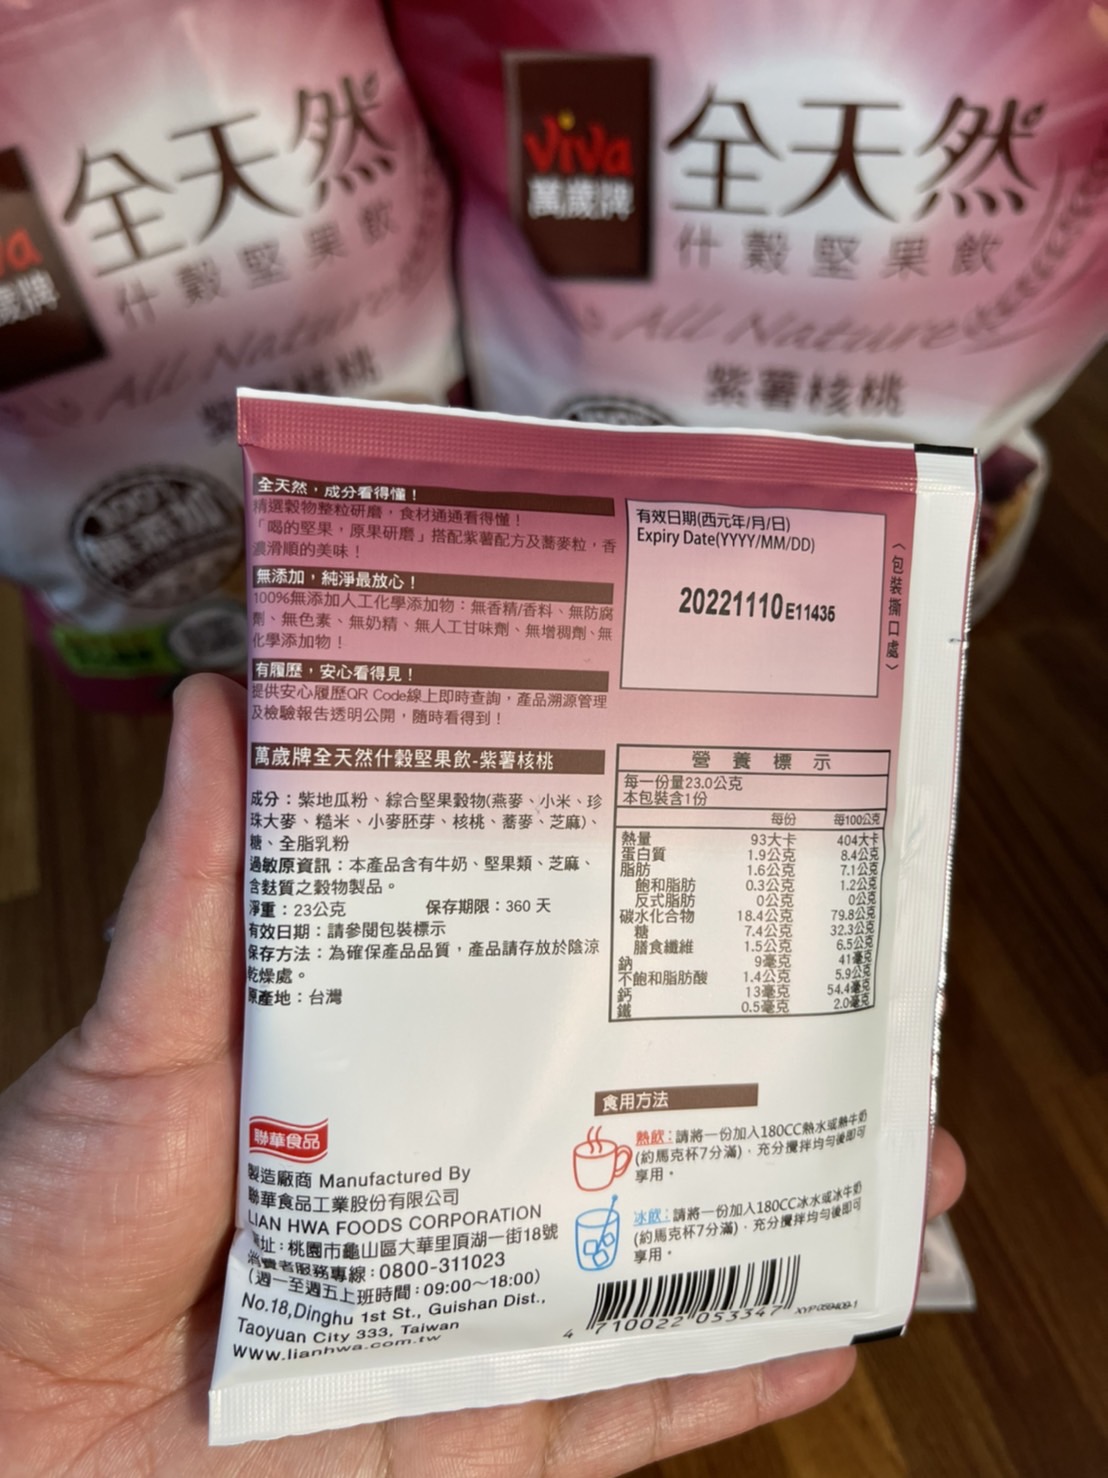 全天然
什穀堅果飲
All Nature
viva
萬歲牌
全天然
什穀堅果飲
All Nature
紫薯核桃
全天然，成分看得懂！
精選穀物整粒研磨，食材通通看得懂！
「喝的堅果，原果研磨」搭配紫薯配方及蕎麥粒，香
濃滑順的美味！
無添加，純淨最放心！
100%無添加人工化學添加物：無香精/香料、無防腐
劑、無色素、無奶精、無人工甘味劑、無增稠劑、無
化學添加物！
有履歷，安心看得見！
提供安心履歷QR Code線上即時查詢，產品溯源管理
及檢驗報告透明公開，隨時看得到！
有效日期(西元年/月/日)
Expiry Date(YYYY/MM/DD)
20221110 E11435
〈包裝撕口處〉
萬歲牌全天然什穀堅果飲-紫薯核桃
成分：紫地瓜粉、綜合堅果穀物(燕麥、小米、珍
珠大麥、糙米、小麥胚芽、核桃、蕎麥、芝麻)、
糖、全脂乳粉
過敏原資訊：本產品含有牛奶、堅果類、芝麻、
含麩質之穀物製品。
淨重：23公克 保存期限：360 天
有效日期：請參閱包裝標示
保存方法：為確保產品品質，產品請存放於陰涼
乾燥處。
原產地：台灣
營養標示
每一份量23.0公克
本包裝含1份
每份 每100公克
熱量 93大卡 404大卡
蛋白質 1.9公克 8.4公克
脂肪 1.6公克 7.1公克
飽和脂肪 0.3公克 1.2公克
反式脂肪 0公克 0公克
碳水化合物 18.4公克 79.8公克
糖 7.4公克 32.3公克
膳食纖維 1.5公克 6.5公克
鈉 9毫克 41毫克
不飽和脂肪酸 1.4公克 5.9公克
鈣 13毫克 54.4毫克
鐵 0.5毫克 2.0毫克
食用方法
熱飲：請將一份加入180CC熱水或熱牛奶
(約馬克杯7分滿)，充分攪拌均勻後即可
享用。
冰飲：請將一份加入180CC冰水或冰牛奶
(約馬克杯7分滿)，充分攪拌均勻後即可
享用。
聯華食品
製造廠商 Manufactured By
聯華食品工業股份有限公司
LIAN HWA FOODS CORPORATION
地址：桃園市龜山區大華里頂湖一街18號
消費者服務專線：0800-311023
(週一至週五上班時間：09:00～18:00)
No.18,Dinghu 1st St., Guishan Dist.,
Taoyuan City 333, Taiwan
www.lianhwa.com.tw
4 710022 053347